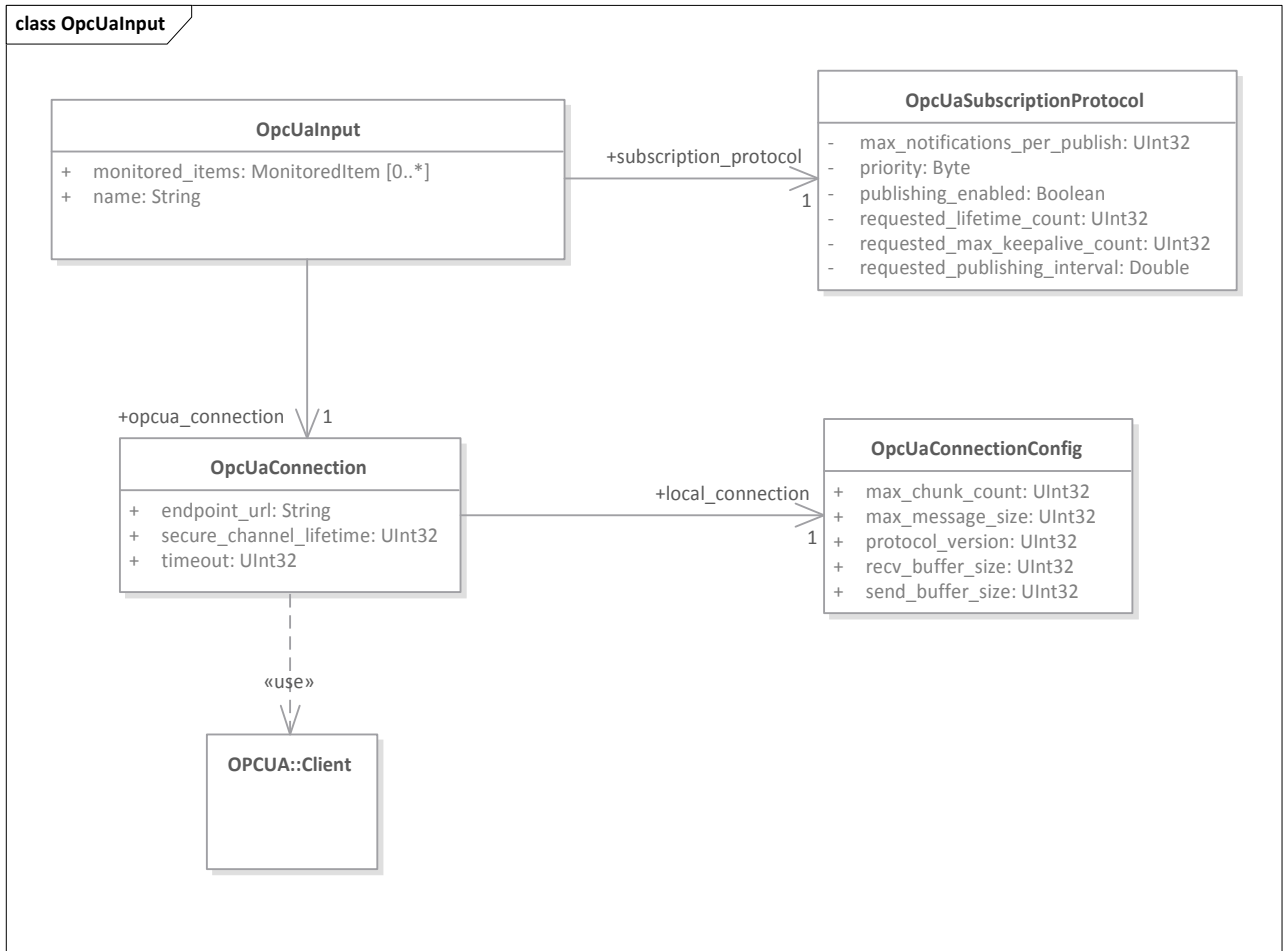 class OpcUaInput
OpcUaInput
+ monitored_items: MonitoredItem [0..*]
+ name: String
+subscription_protocol
1
OpcUaSubscriptionProtocol
- max_notifications_per_publish: UInt32
- priority: Byte
- publishing_enabled: Boolean
- requested_lifetime_count: UInt32
- requested_max_keepalive_count: UInt32
- requested_publishing_interval: Double
+opcua_connection
1
OpcUaConnection
+ endpoint_url: String
+ secure_channel_lifetime: UInt32
+ timeout: UInt32
+local_connection
1
OpcUaConnectionConfig
+ max_chunk_count: UInt32
+ max_message_size: UInt32
+ protocol_version: UInt32
+ recv_buffer_size: UInt32
+ send_buffer_size: UInt32
«use»
OPCUA::Client